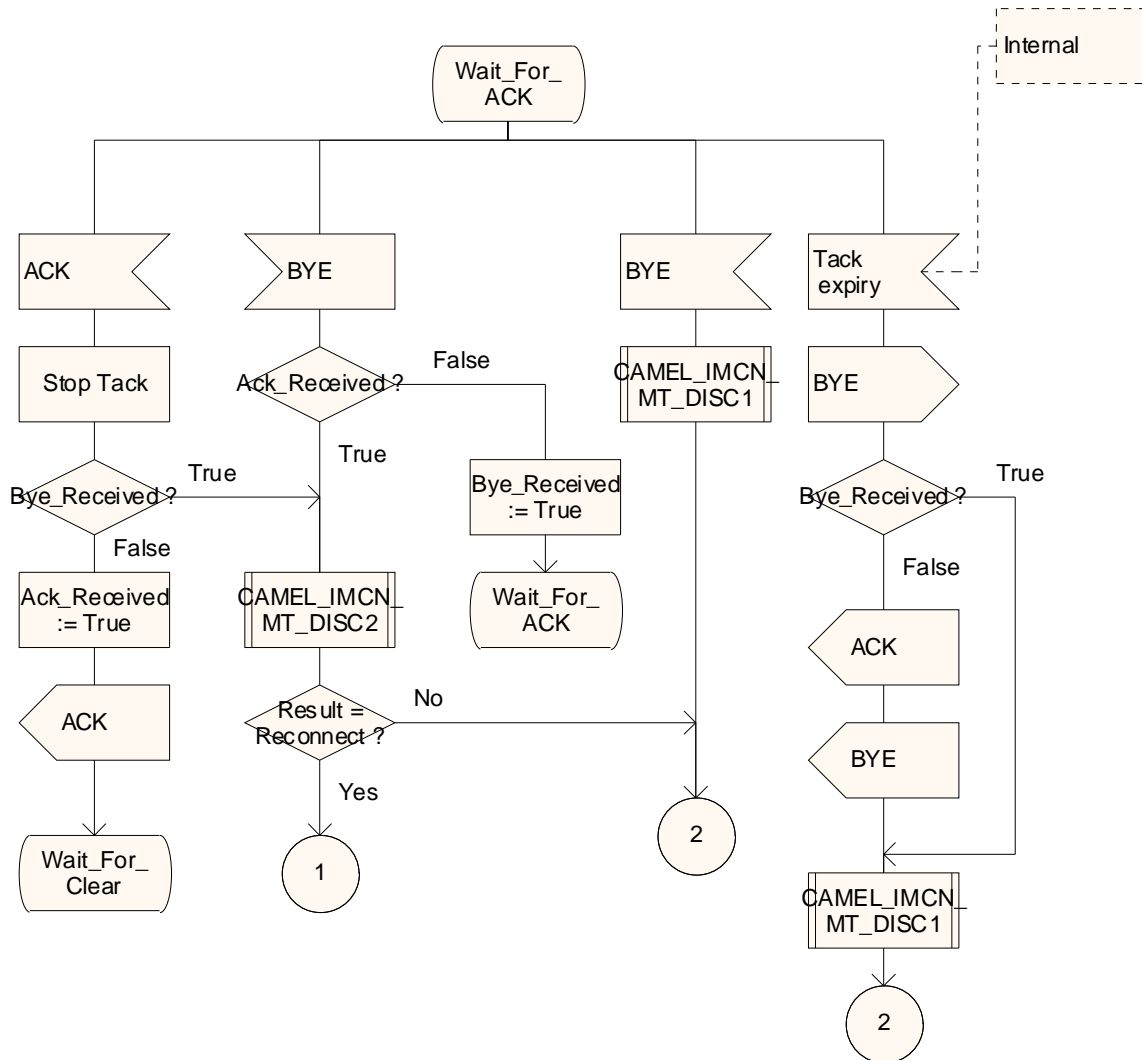 Internal
Wait_For_
ACK
ACK
BYE
BYE
Tack
expiry
Stop Tack
Ack_Received ?
False
CAMEL_IMCN_
MT_DISC1
BYE
Bye_Received ?
True
True
Bye_Received
:= True
Bye_Received ?
True
False
False
Ack_Received
:= True
CAMEL_IMCN_
MT_DISC2
Wait_For_
ACK
ACK
ACK
Result =
Reconnect ?
No
BYE
Yes
2
Wait_For_
Clear
1
CAMEL_IMCN_
MT_DISC1
2